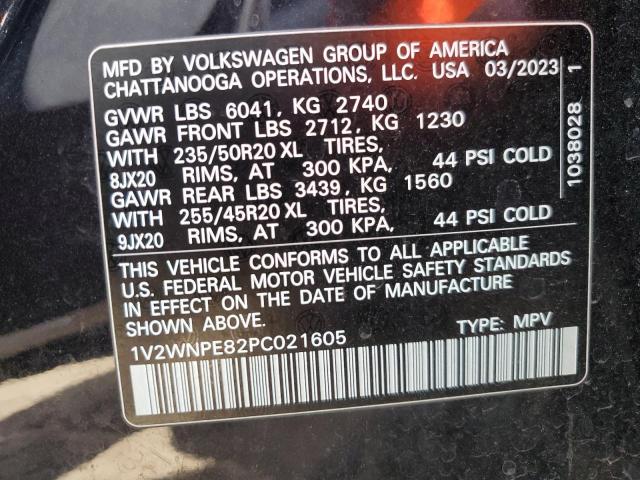 MFD BY VOLKSWAGEN GROUP OF AMERICA
CHATTANOOGA OPERATIONS, LLC. USA 03/2023
GVWR LBS 6041, KG 2740
GAWR FRONT LBS 2712, KG 1230
WITH 235/50R20 XL TIRES,
8JX20 RIMS, AT 300 KPA, 44 PSI COLD
GAWR REAR LBS 3439, KG 1560
WITH 255/45R20 XL TIRES,
9JX20 RIMS, AT 300 KPA, 44 PSI COLD
THIS VEHICLE CONFORMS TO ALL APPLICABLE
U.S. FEDERAL MOTOR VEHICLE SAFETY STANDARDS
IN EFFECT ON THE DATE OF MANUFACTURE
1V2WNPE82PC021605 TYPE: MPV
1038028 1